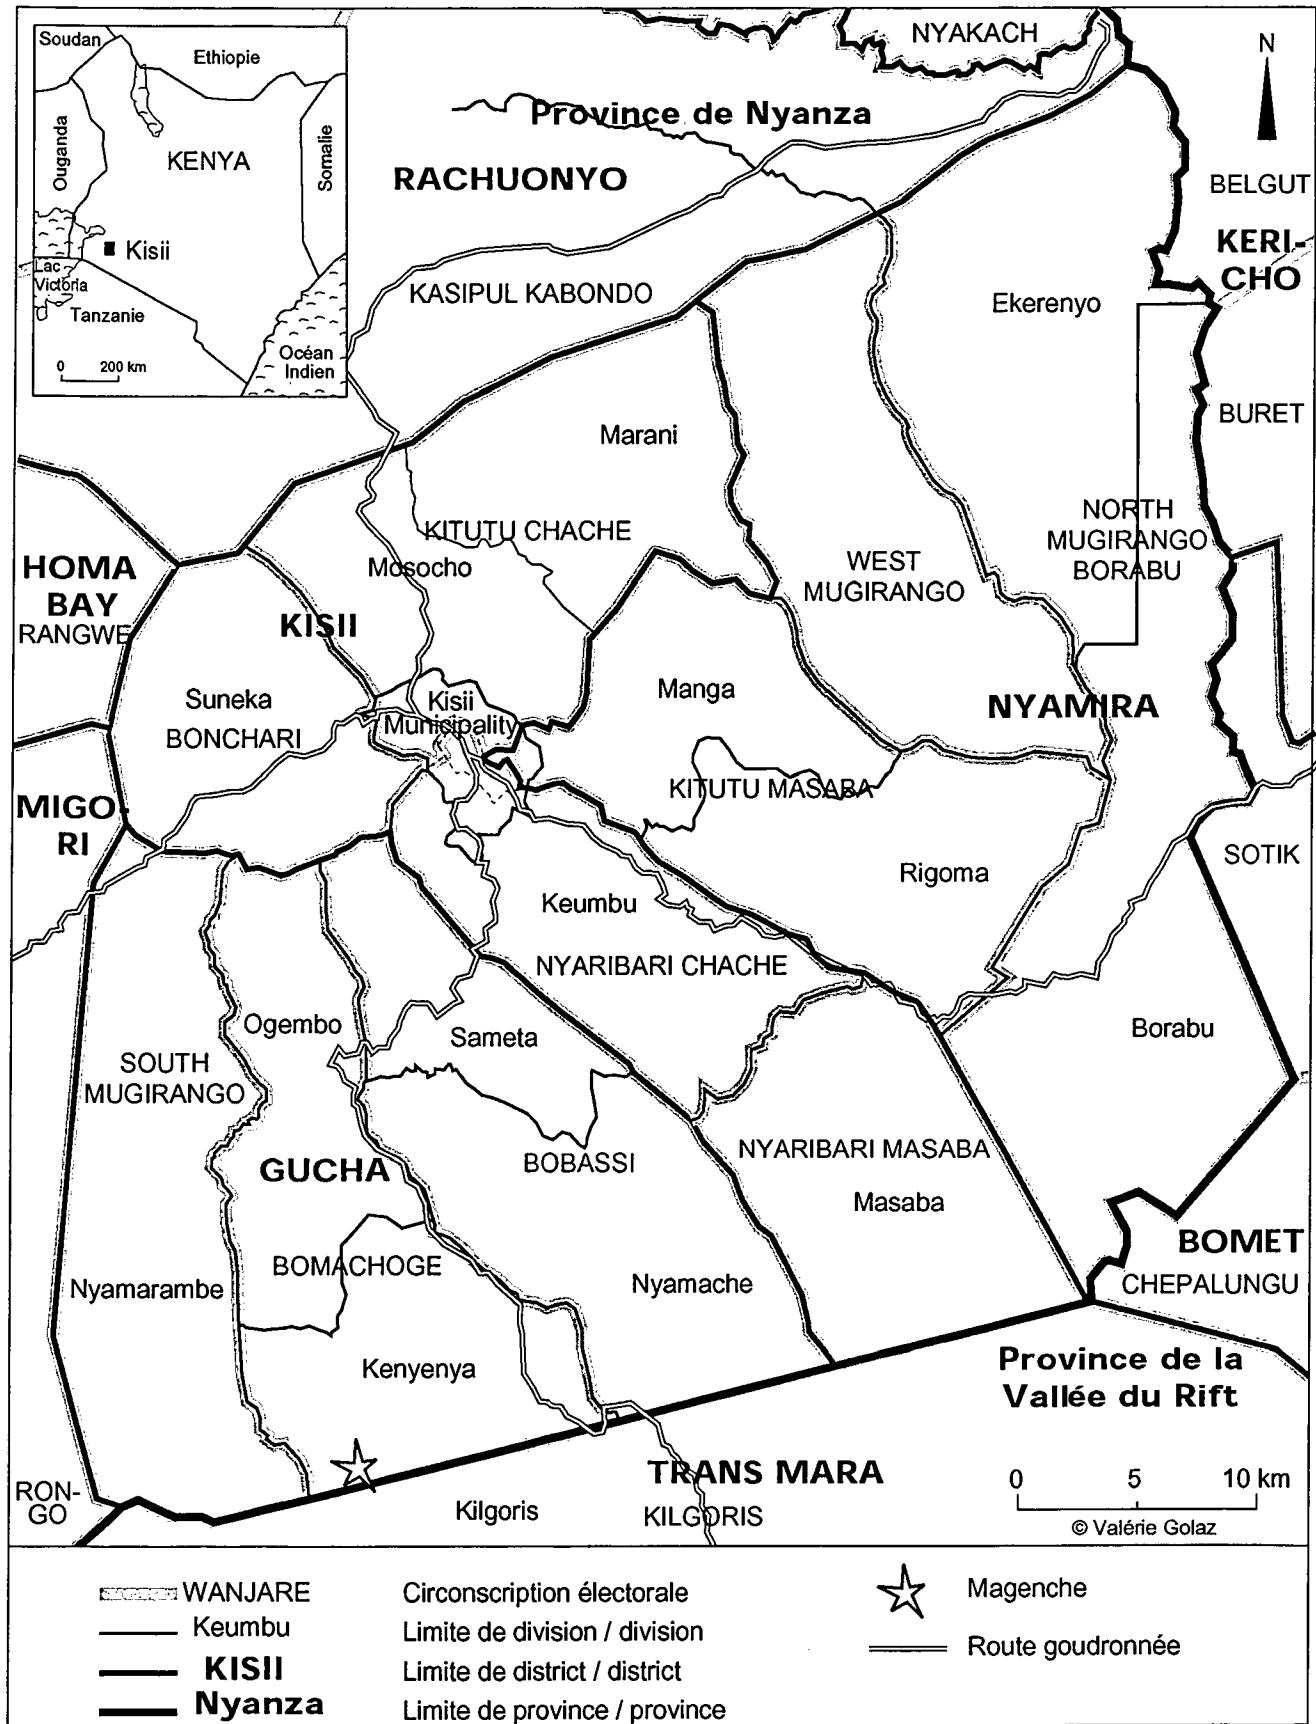 Soudan
Ethiopie
Ouganda
KENYA
Somalie
Kisii
Lac
Victoria
Tanzanie
Océan
Indien
0 200 km
NYAKACH
N
Province de Nyanza
RACHUONYO
BELGUT
KERI-
CHO
KASIPUL KABONDO
Ekerenyo
BURET
Marani
KITUTU CHACHE
NORTH
MUGIRANGO
BORABU
HOMA
BAY
RANGWE
Mosocho
WEST
MUGIRANGO
KISII
Suneka
BONCHARI
Kisii
Municipality
Manga
NYAMIRA
KITUTU MASABA
MIGO-
RI
SOTIK
Rigoma
Keumbu
NYARIBARI CHACHE
Ogembo
Sameta
Borabu
SOUTH
MUGIRANGO
GUCHA
BOBASSI
NYARIBARI MASABA
Masaba
BOMACHOGE
BOMET
CHEPALUNGU
Nyamarambe
Nyamache
Kenyenya
Province de la
Vallée du Rift
TRANS MARA
RON-
GO
Kilgoris
KILGORIS
0 5 10 km
© Valérie Golaz
WANJARE Circonscription électorale
Keumbu Limite de division / division
KISII Limite de district / district
Nyanza Limite de province / province
Magenche
Route goudronnée